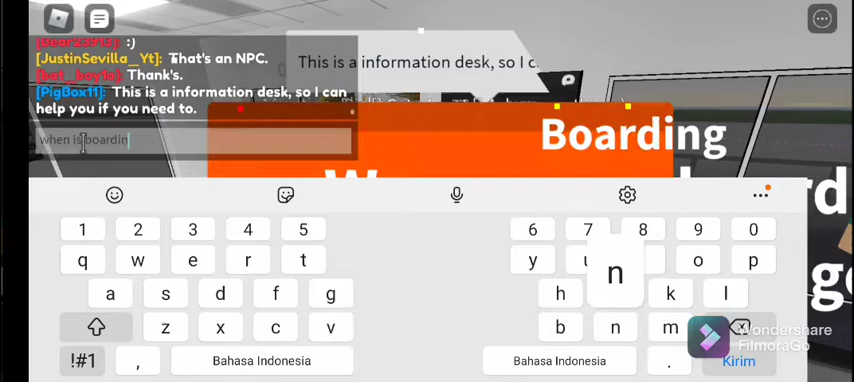 [Bear23913]: :)
[JustinSevilla_Yt]: That's an NPC.
[bat_boy1o]: Thank's.
[PigBox11]: This is a information desk, so I can
help you if you need to.
when is boardin
This is a information desk, so I c
Boarding
1 2 3 4 5 6 7 8 9 0
q w e r t y u o p
a s d f g h n k l
z x c v b n m
!#1 , Bahasa Indonesia Bahasa Indonesia . Kirim
Wondershare
FilmoraGo